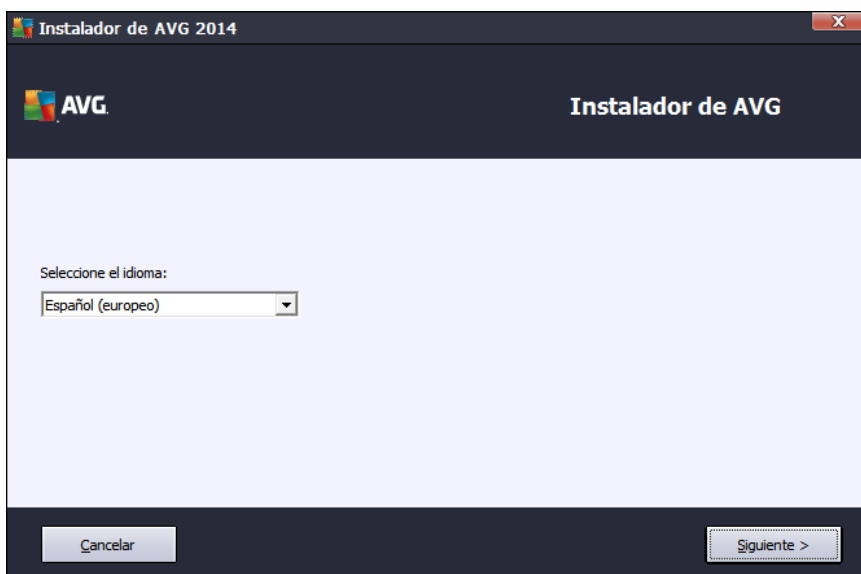 Instalador de AVG 2014
X
AVG.
Instalador de AVG
Seleccione el idioma:
Español (europeo)
Cancelar
Siguiente >